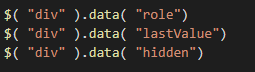 $( "div" ).data( "role")
$( "div" ).data( "lastValue")
$( "div" ).data( "hidden")